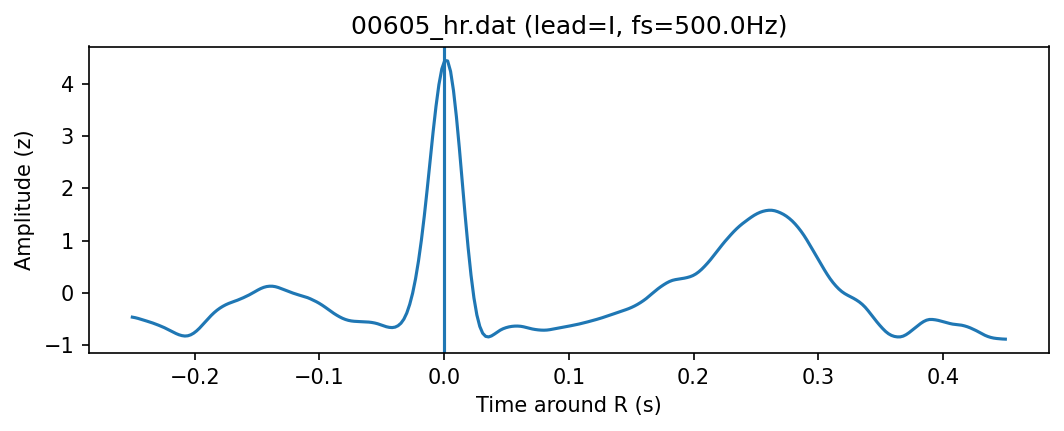 00605_hr.dat (lead=I, fs=500.0Hz)
Amplitude (z)
4
3
2
1
0
−1
−0.2 −0.1 0.0 0.1 0.2 0.3 0.4
Time around R (s)